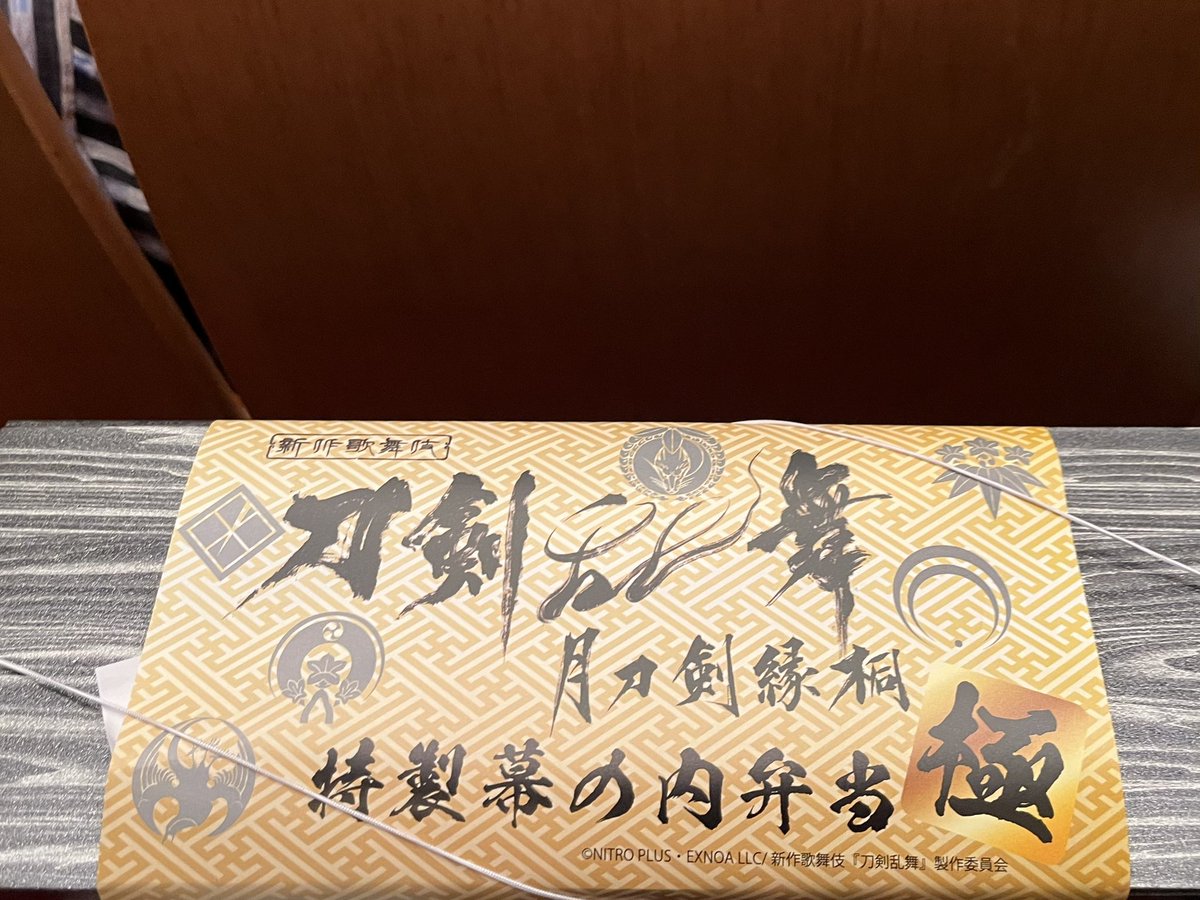 新作歌舞伎
刀剣乱舞
月刀剣縁桐
特製幕の内弁当
極
©NITRO PLUS・EXNOA LLC/ 新作歌舞伎『刀剣乱舞』製作委員会